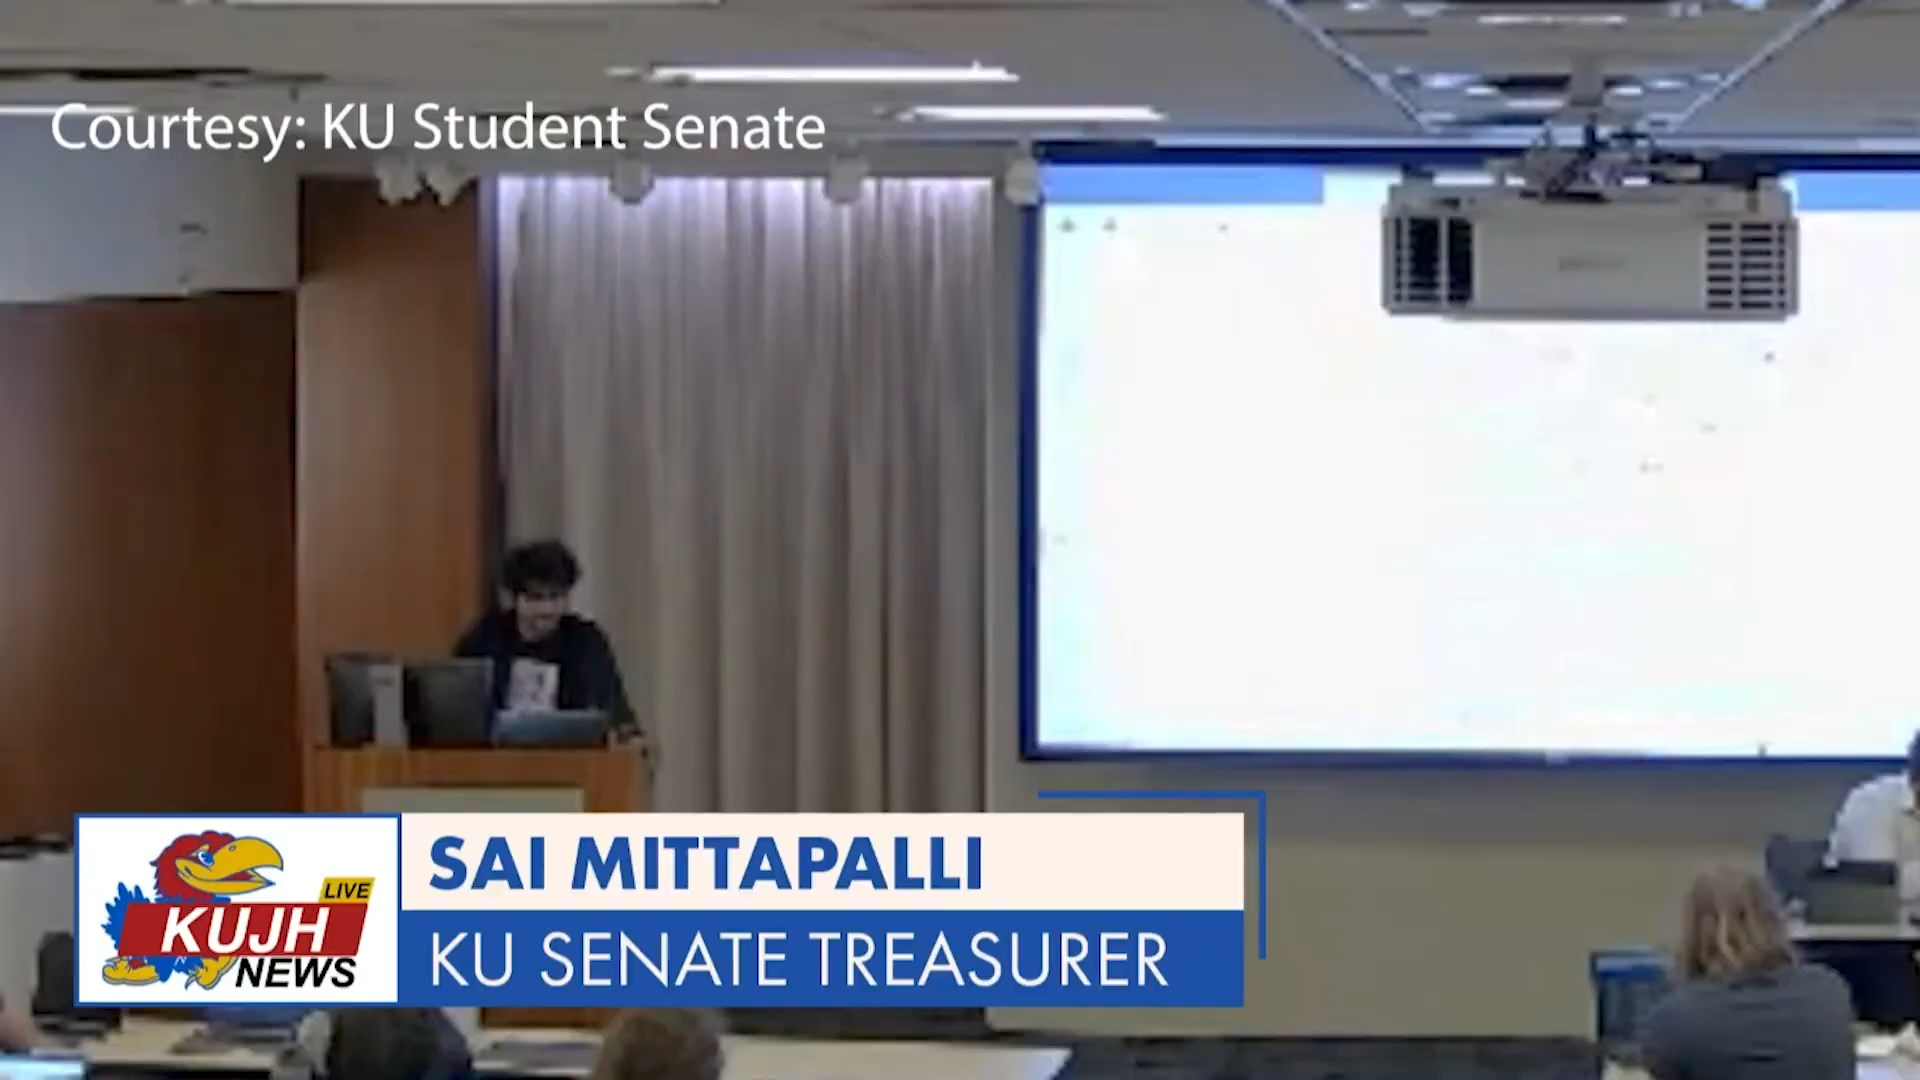 Courtesy: KU Student Senate
SAI MITTAPALLI
KU SENATE TREASURER
LIVE
KUJH
NEWS